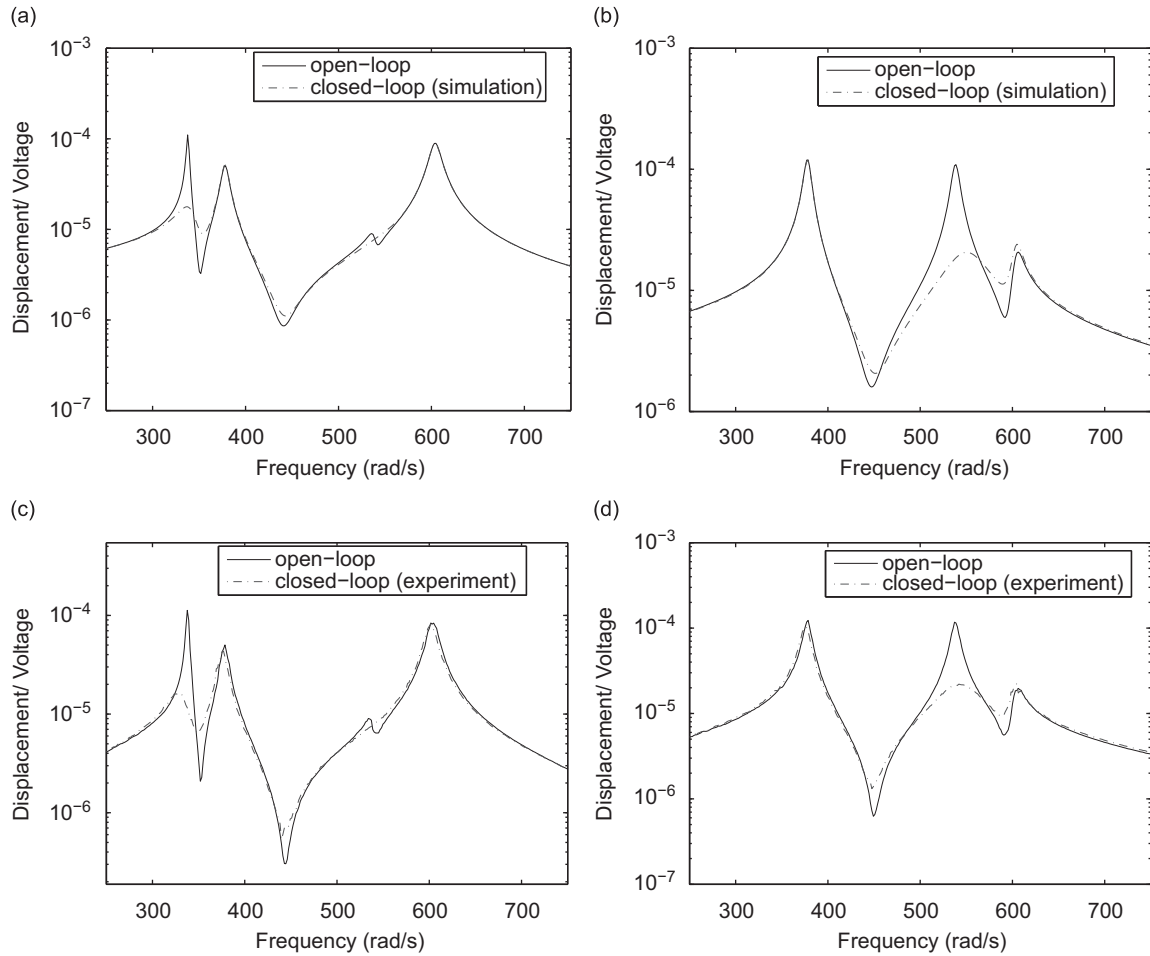 (a)
10⁻³
open−loop
closed−loop (simulation)
10⁻⁴
10⁻⁵
10⁻⁶
10⁻⁷
Displacement/ Voltage
300 400 500 600 700
Frequency (rad/s)
(b)
10⁻³
open−loop
closed−loop (simulation)
10⁻⁴
10⁻⁵
10⁻⁶
Displacement/ Voltage
300 400 500 600 700
Frequency (rad/s)
(c)
open−loop
closed−loop (experiment)
10⁻⁴
10⁻⁵
10⁻⁶
Displacement/ Voltage
300 400 500 600 700
Frequency (rad/s)
(d)
10⁻³
open−loop
closed−loop (experiment)
10⁻⁴
10⁻⁵
10⁻⁶
10⁻⁷
Displacement/ Voltage
300 400 500 600 700
Frequency (rad/s)